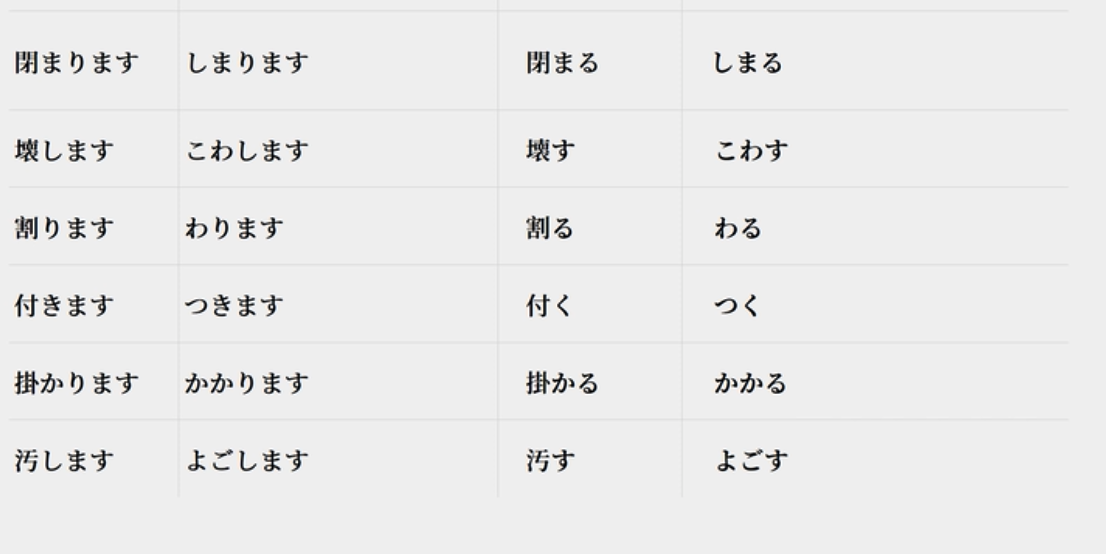 閉まります しまります 閉まる しまる
壊します こわします 壊す こわす
割ります わります 割る わる
付きます つきます 付く つく
掛かります かかります 掛かる かかる
汚します よごします 汚す よごす